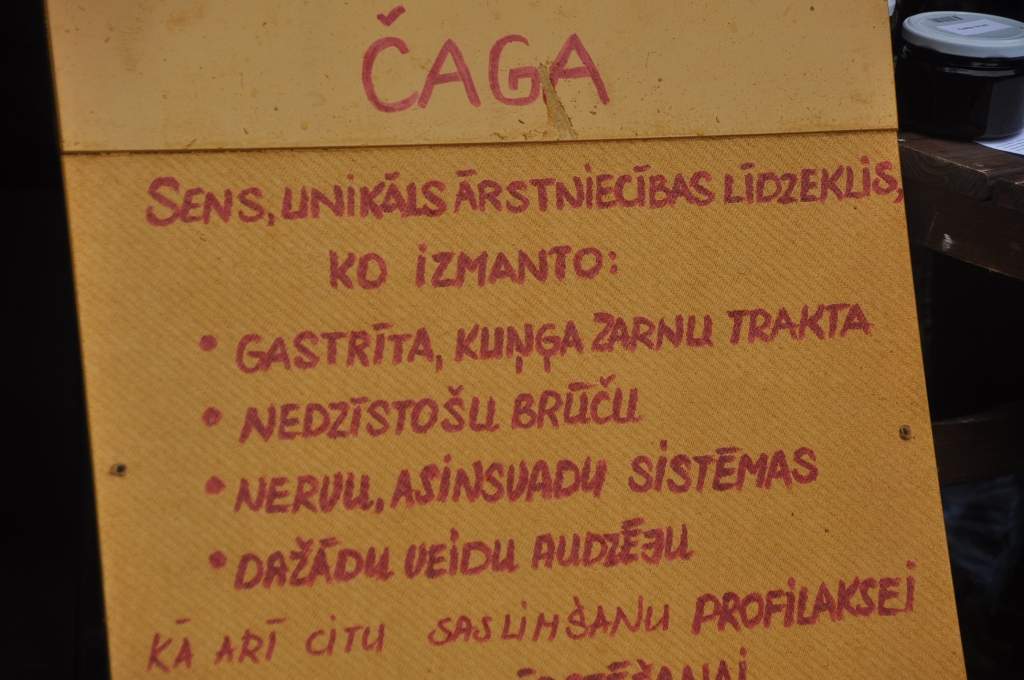 ČAGA
SENS, UNIKĀLS ĀRSTNIECĪBAS LĪDZEKLIS,
KO IZMANTO:
• GASTRĪTA, KUŅĢA ZARNU TRAKTA
• NEDZĪSTOŠU BRŪČU
• NERVU, ASINSVADU SISTĒMAS
• DAŽĀDU VEIDU AUDZĒJU
KĀ ARĪ CITU SASLIMŠANU PROFILAKSEI